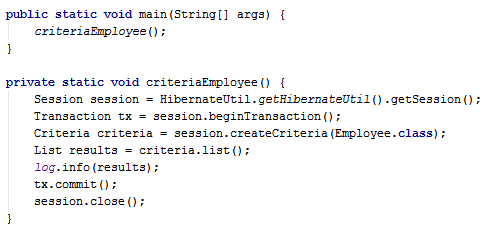 public static void main(String[] args) {
    criteriaEmployee();
}

private static void criteriaEmployee() {
    Session session = HibernateUtil.getHibernateUtil().getSession();
    Transaction tx = session.beginTransaction();
    Criteria criteria = session.createCriteria(Employee.class);
    List results = criteria.list();
    log.info(results);
    tx.commit();
    session.close();
}